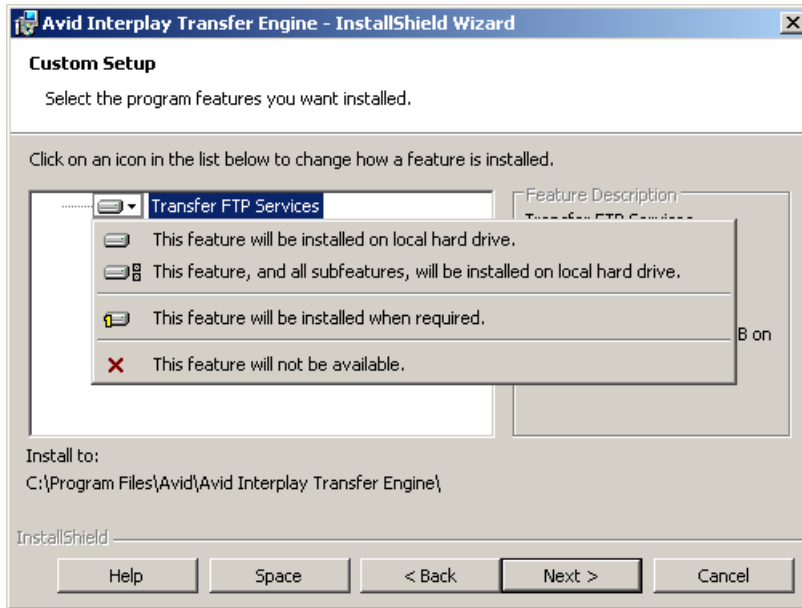 Avid Interplay Transfer Engine - InstallShield Wizard
Custom Setup
Select the program features you want installed.
Click on an icon in the list below to change how a feature is installed.
Transfer FTP Services
Feature Description
Transfer FTP Services
This feature will be installed on local hard drive.
This feature, and all subfeatures, will be installed on local hard drive.
This feature will be installed when required.
B on
This feature will not be available.
Install to:
C:\Program Files\Avid\Avid Interplay Transfer Engine\
InstallShield
Help
Space
< Back
Next >
Cancel